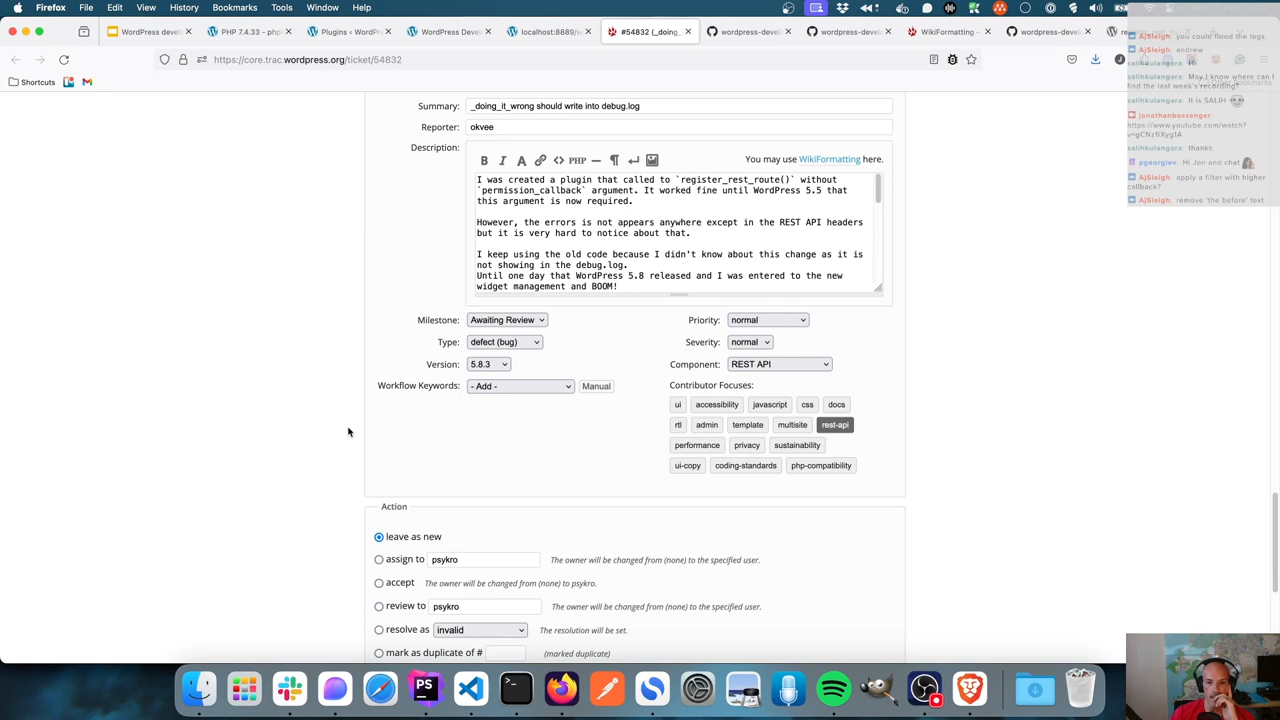 Firefox File Edit View History Bookmarks Tools Window Help
WordPress devel
PHP 7.4.33 - phpi
Plugins < WordPr
WordPress Devel
localhost:8889/w
#54832 (_doing_
wordpress-devel
wordpress-devel
WikiFormatting –
wordpress-devel
https://core.trac.wordpress.org/ticket/54832
Shortcuts
AjSleigh: you could flood the logs
AjSleigh: andrew
salihkulangara: Hi
salihkulangara: May I know where can I
find the last week's recording?
salihkulangara: It is SALIH
jonathanbossenger:
https://www.youtube.com/watch?
v=gCNz1IXyg1A
salihkulangara: thanks
pgeorgiev: Hi Jon and chat
AjSleigh: apply a filter with higher
callback?
AjSleigh: remove 'the before' text
Summary: _doing_it_wrong should write into debug.log
Reporter: okvee
Description:
B I A PHP
You may use WikiFormatting here.
I was created a plugin that called to `register_rest_route()` without
`permission_callback` argument. It worked fine until WordPress 5.5 that
this argument is now required.
However, the errors is not appears anywhere except in the REST API headers
but it is very hard to notice about that.
I keep using the old code because I didn't know about this change as it is
not showing in the debug.log.
Until one day that WordPress 5.8 released and I was entered to the new
widget management and BOOM!
Milestone: Awaiting Review
Priority: normal
Type: defect (bug)
Severity: normal
Version: 5.8.3
Component: REST API
Workflow Keywords: - Add - Manual
Contributor Focuses:
ui accessibility javascript css docs
rtl admin template multisite rest-api
performance privacy sustainability
ui-copy coding-standards php-compatibility
Action
leave as new
assign to psykro The owner will be changed from (none) to the specified user.
accept The owner will be changed from (none) to psykro.
review to psykro The owner will be changed from (none) to the specified user.
resolve as invalid The resolution will be set.
mark as duplicate of # (marked duplicate)